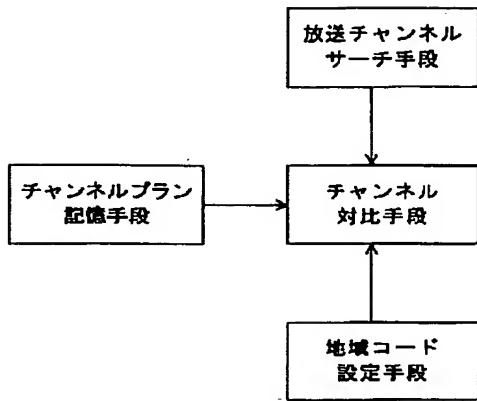 放送チャンネル
サーチ手段
チャンネルプラン
記憶手段
チャンネル
対比手段
地域コード
設定手段